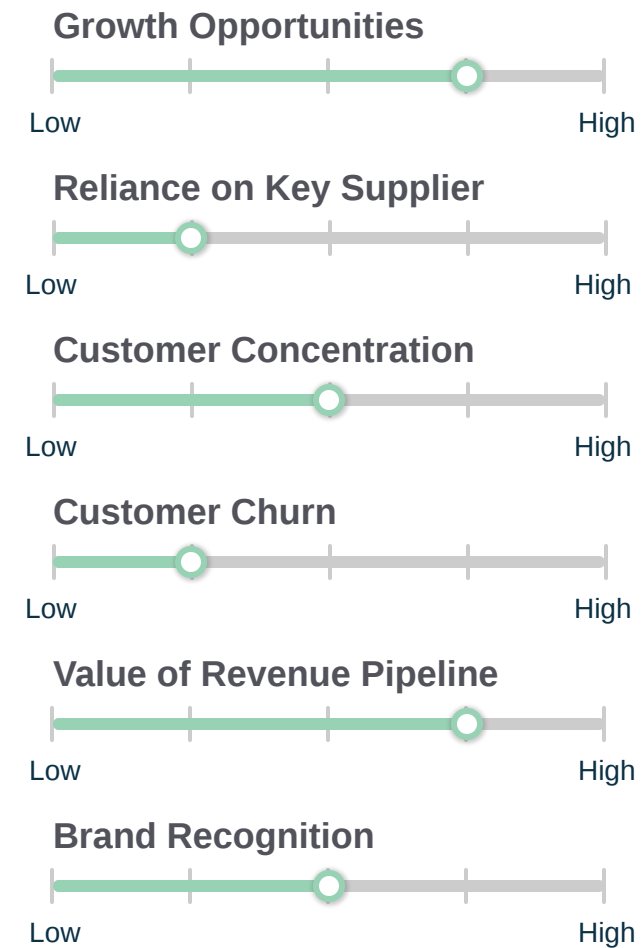 Growth Opportunities
Low High
Reliance on Key Supplier
Low High
Customer Concentration
Low High
Customer Churn
Low High
Value of Revenue Pipeline
Low High
Brand Recognition
Low High